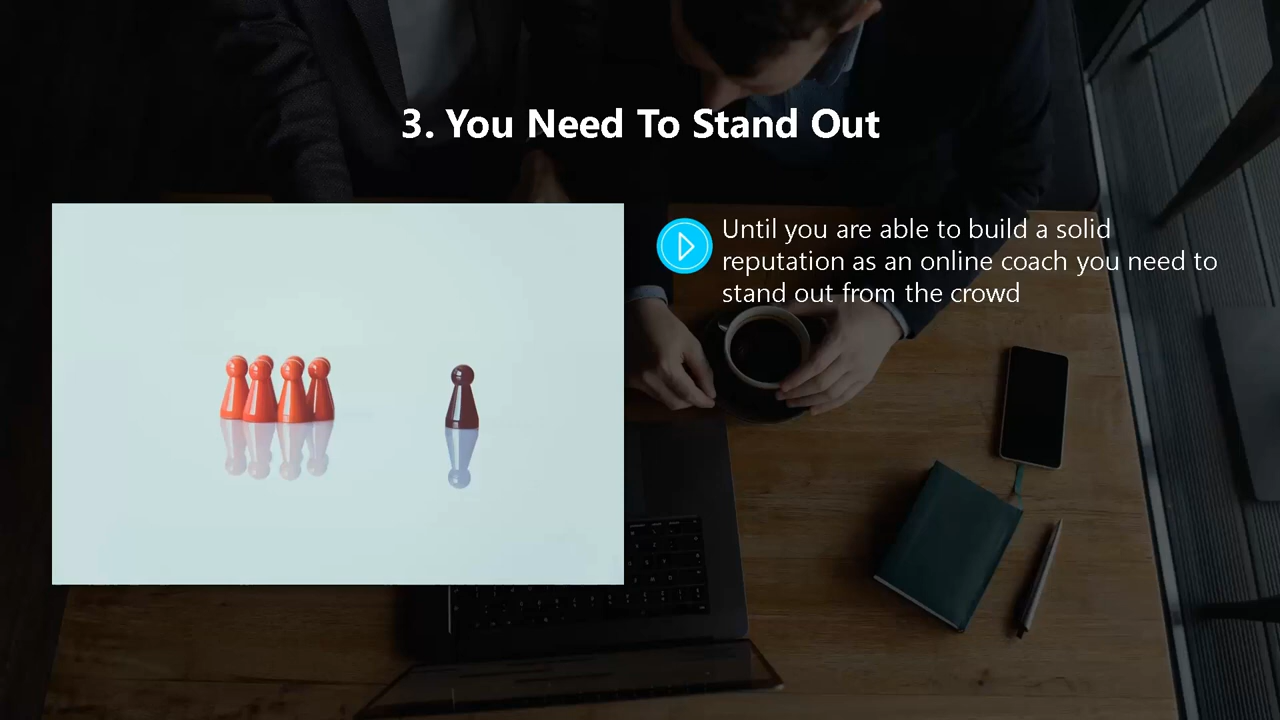 3. You Need To Stand Out
Until you are able to build a solid
reputation as an online coach you need to
stand out from the crowd